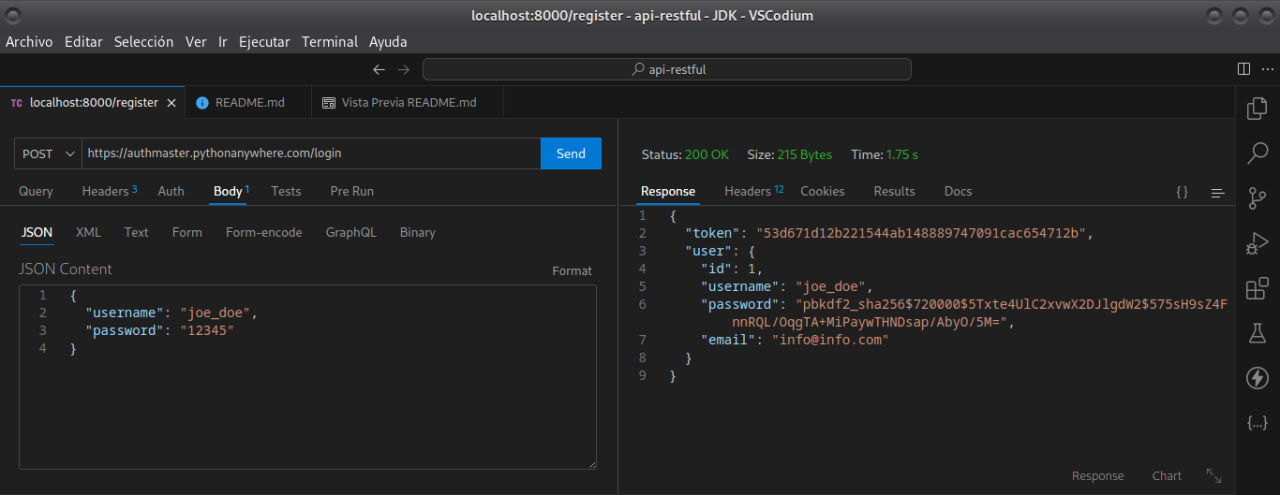 localhost:8000/register - api-restful - JDK - VSCodium
Archivo Editar Selección Ver Ir Ejecutar Terminal Ayuda
api-restful
TC localhost:8000/register README.md Vista Previa README.md
POST https://authmaster.pythonanywhere.com/login Send
Query Headers 3 Auth Body 1 Tests Pre Run
JSON XML Text Form Form-encode GraphQL Binary
JSON Content Format
1 {
2 "username": "joe_doe",
3 "password": "12345"
4 }
Status: 200 OK Size: 215 Bytes Time: 1.75 s
Response Headers 12 Cookies Results Docs {}
1 {
2 "token": "53d671d12b221544ab148889747091cac654712b",
3 "user": {
4 "id": 1,
5 "username": "joe_doe",
6 "password": "pbkdf2_sha256$720000$5Txte4UlC2xvwX2DJlgdW2$575sH9sZ4F
nnRQL/OqgTA+MiPaywTHNDsap/AbyO/5M=",
7 "email": "info@info.com"
8 }
9 }
Response Chart
{...}